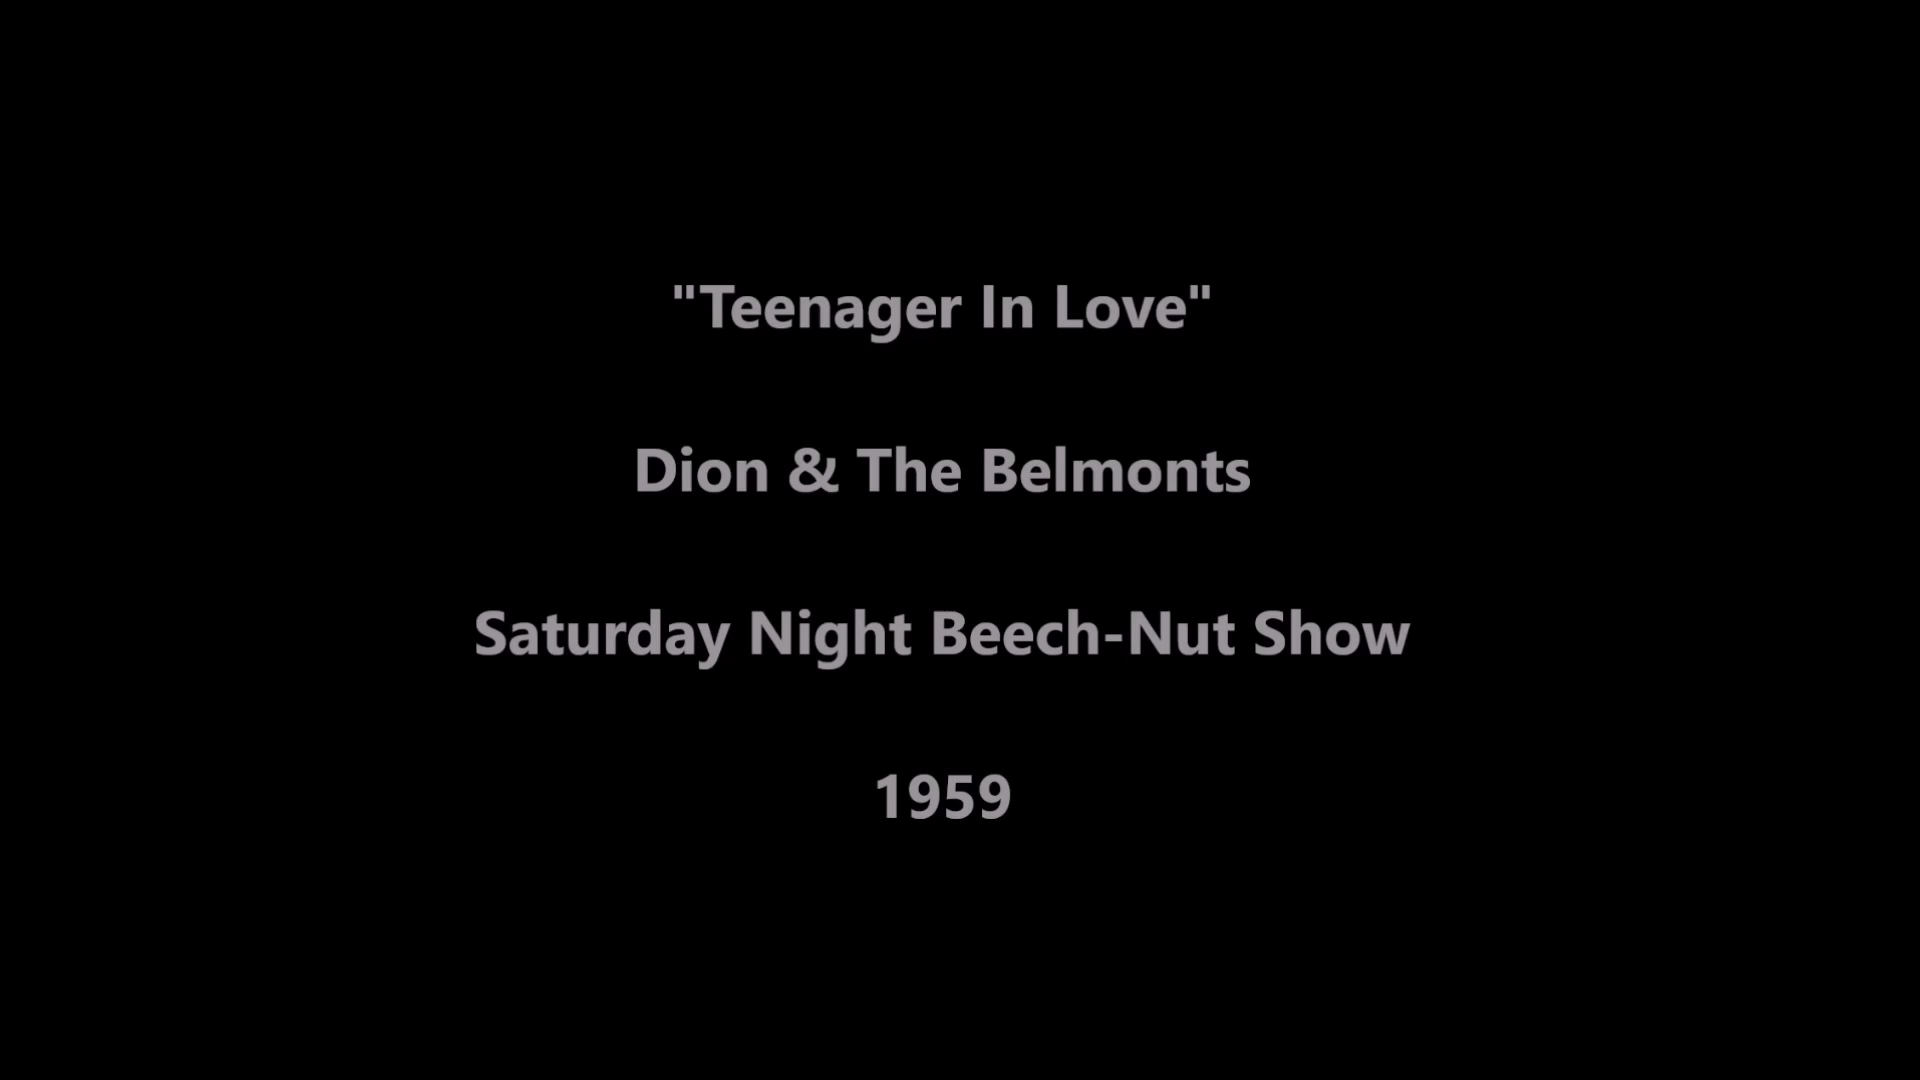 "Teenager In Love"
Dion & The Belmonts
Saturday Night Beech-Nut Show
1959